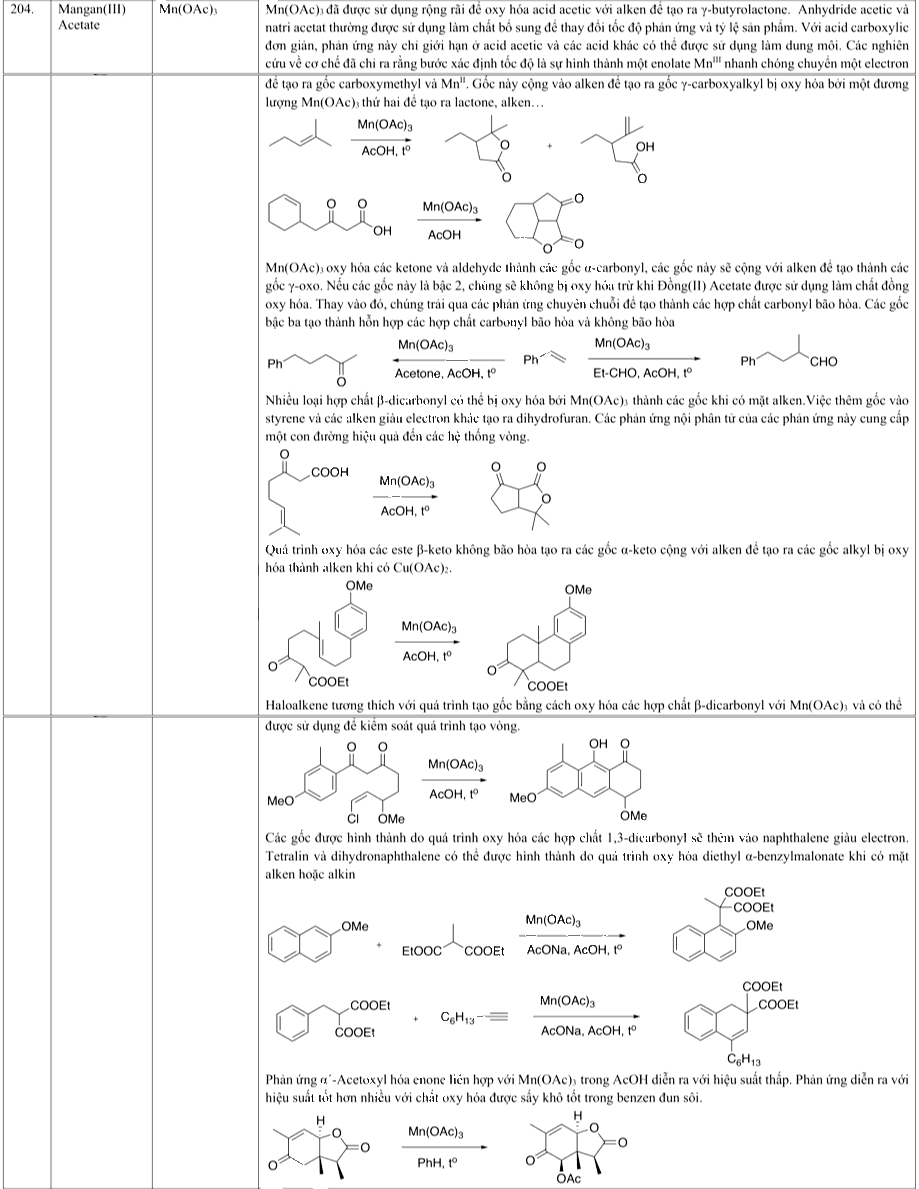 204. Mangan(III) Mn(OAc)₃ Mn(OAc)₃ đã được sử dụng rộng rãi để oxy hóa acid acetic với alken để tạo ra γ-butyrolactone. Anhydride acetic và
Acetate natri acetat thường được sử dụng làm chất bổ sung để thay đổi tốc độ phản ứng và tỷ lệ sản phẩm. Với acid carboxylic
đơn giản, phản ứng này chỉ giới hạn ở acid acetic và các acid khác có thể được sử dụng làm dung môi. Các nghiên
cứu về cơ chế đã chỉ ra rằng bước xác định tốc độ là sự hình thành một enolate Mnᴵᴵᴵ nhanh chóng chuyển một electron
để tạo ra gốc carboxymethyl và Mnᴵᴵ. Gốc này cộng vào alken để tạo ra gốc γ-carboxyalkyl bị oxy hóa bởi một đương
lượng Mn(OAc)₃ thứ hai để tạo ra lactone, alken…
Mn(OAc)₃
AcOH, tº
O
O
+
OH
O
O O
OH
Mn(OAc)₃
AcOH
O
O
O
Mn(OAc)₃ oxy hóa các ketone và aldehyde thành các gốc α-carbonyl, các gốc này sẽ cộng với alken để tạo thành các
gốc γ-oxo. Nếu các gốc này là bậc 2, chúng sẽ không bị oxy hóa trừ khi Đồng(II) Acetate được sử dụng làm chất đồng
oxy hóa. Thay vào đó, chúng trải qua các phản ứng chuyển chuỗi để tạo thành các hợp chất carbonyl bão hòa. Các gốc
bậc ba tạo thành hỗn hợp các hợp chất carbonyl bão hòa và không bão hòa
Ph
O
Mn(OAc)₃
Acetone, AcOH, tº
Ph
Mn(OAc)₃
Et-CHO, AcOH, tº
Ph
CHO
Nhiều loại hợp chất β-dicarbonyl có thể bị oxy hóa bởi Mn(OAc)₃ thành các gốc khi có mặt alken.Việc thêm gốc vào
styrene và các alken giàu electron khác tạo ra dihydrofuran. Các phản ứng nội phân tử của các phản ứng này cung cấp
một con đường hiệu quả đến các hệ thống vòng.
O
COOH
Mn(OAc)₃
AcOH, tº
O O
O
Quá trình oxy hóa các este β-keto không bão hòa tạo ra các gốc α-keto cộng với alken để tạo ra các gốc alkyl bị oxy
hóa thành alken khi có Cu(OAc)₂.
OMe
O
COOEt
Mn(OAc)₃
AcOH, tº
OMe
O
COOEt
Haloalkene tương thích với quá trình tạo gốc bằng cách oxy hóa các hợp chất β-dicarbonyl với Mn(OAc)₃ và có thể
được sử dụng để kiểm soát quá trình tạo vòng.
O O
MeO
Cl OMe
Mn(OAc)₃
AcOH, tº
OH O
MeO
OMe
Các gốc được hình thành do quá trình oxy hóa các hợp chất 1,3-dicarbonyl sẽ thêm vào naphthalene giàu electron.
Tetralin và dihydronaphthalene có thể được hình thành do quá trình oxy hóa diethyl α-benzylmalonate khi có mặt
alken hoặc alkin
OMe
+
EtOOC COOEt
Mn(OAc)₃
AcONa, AcOH, tº
COOEt
COOEt
OMe
COOEt
COOEt
+
C₆H₁₃
Mn(OAc)₃
AcONa, AcOH, tº
COOEt
COOEt
C₆H₁₃
Phản ứng α´-Acetoxyl hóa enone liên hợp với Mn(OAc)₃ trong AcOH diễn ra với hiệu suất thấp. Phản ứng diễn ra với
hiệu suất tốt hơn nhiều với chất oxy hóa được sấy khô tốt trong benzen đun sôi.
H
O
O
O
Mn(OAc)₃
PhH, tº
H
O
O
O
OAc